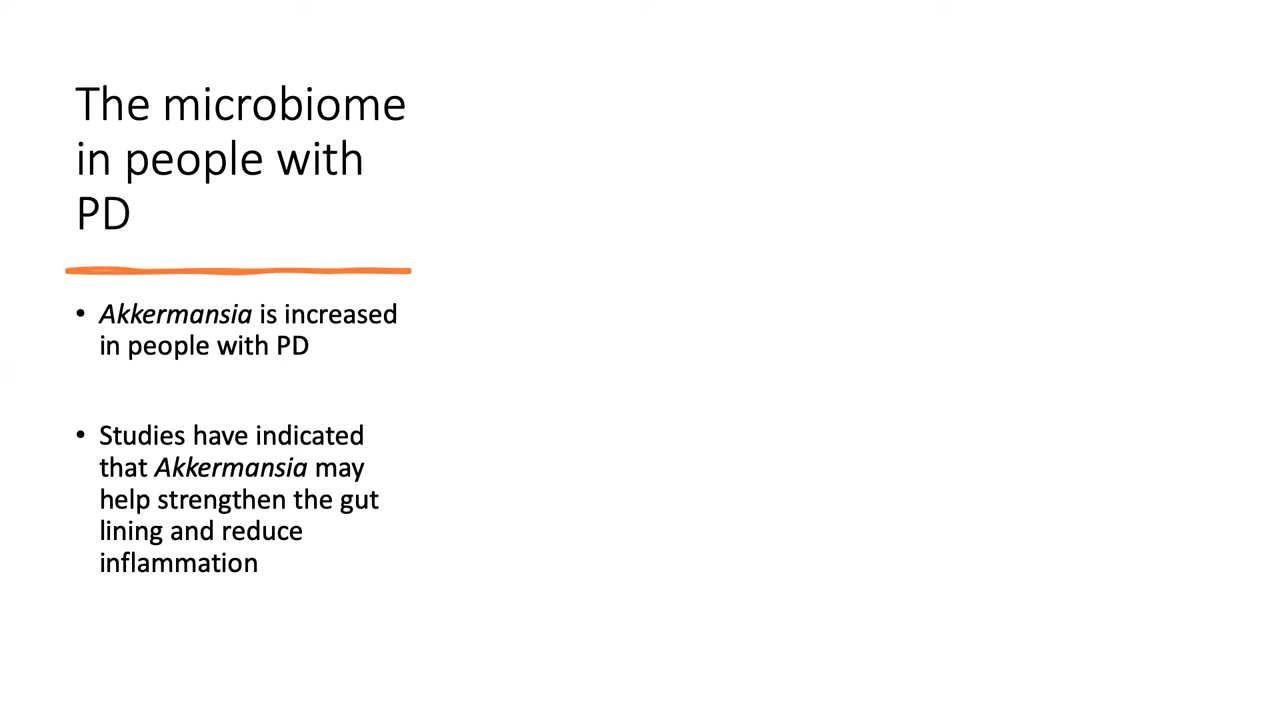 The microbiome
in people with
PD
• Akkermansia is increased
in people with PD
• Studies have indicated
that Akkermansia may
help strengthen the gut
lining and reduce
inflammation